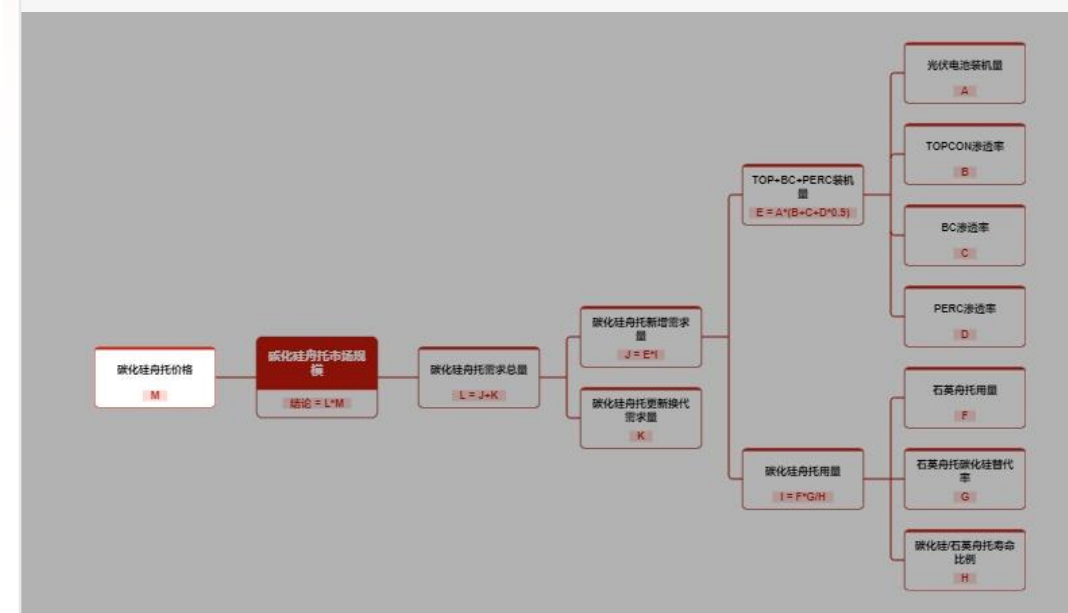 光伏电池装机量
A
TOPCON渗透率
B
TOP+BC+PERC装机
量
E = A*(B+C+D*0.5)
BC渗透率
C
PERC渗透率
D
碳化硅舟托新增需求
量
J = E*I
碳化硅舟托价格
M
碳化硅舟托市场规
模
结论 = L*M
碳化硅舟托需求总量
L = J+K
碳化硅舟托更新换代
需求量
K
石英舟托用量
F
碳化硅舟托用量
I = F*G/H
石英舟托碳化硅替代
率
G
碳化硅/石英舟托寿命
比例
H